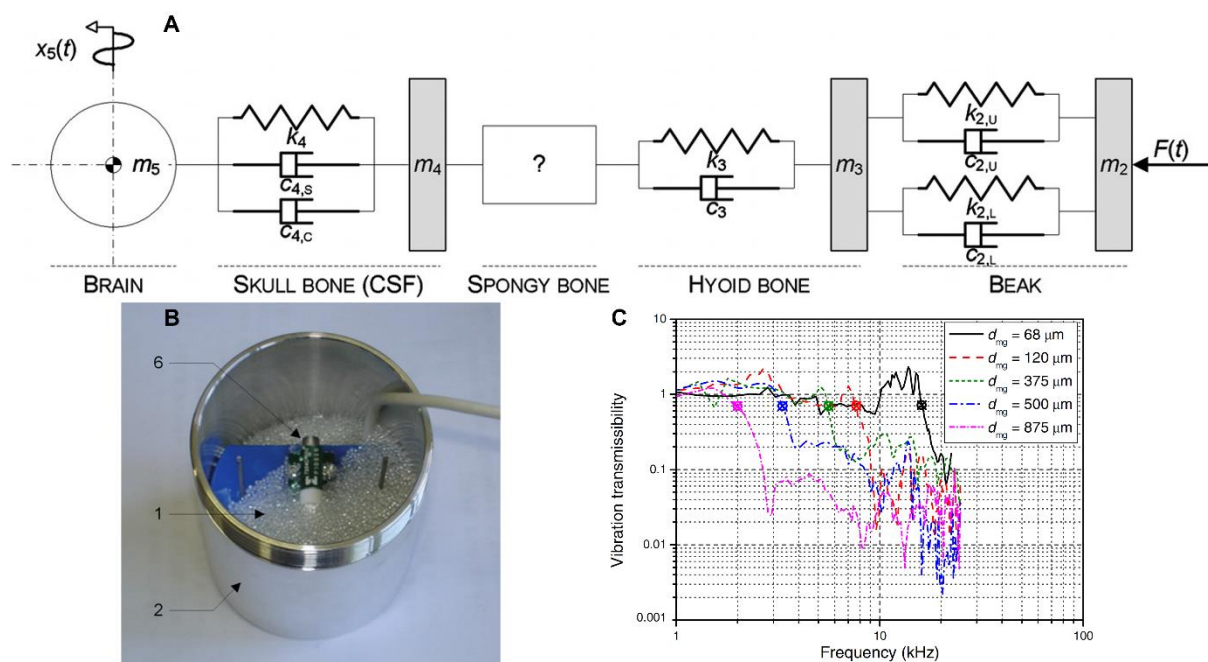 A
x5(t)
m5
k4
c4,S
c4,C
m4
?
k3
c3
m3
k2,U
c2,U
k2,L
c2,L
m2
F(t)
BRAIN
SKULL BONE (CSF)
SPONGY BONE
HYOID BONE
BEAK
B
6
1
2
C
10
1
0.1
0.01
0.001
Vibration transmissibility
dmg = 68 μm
dmg = 120 μm
dmg = 375 μm
dmg = 500 μm
dmg = 875 μm
1
10
100
Frequency (kHz)